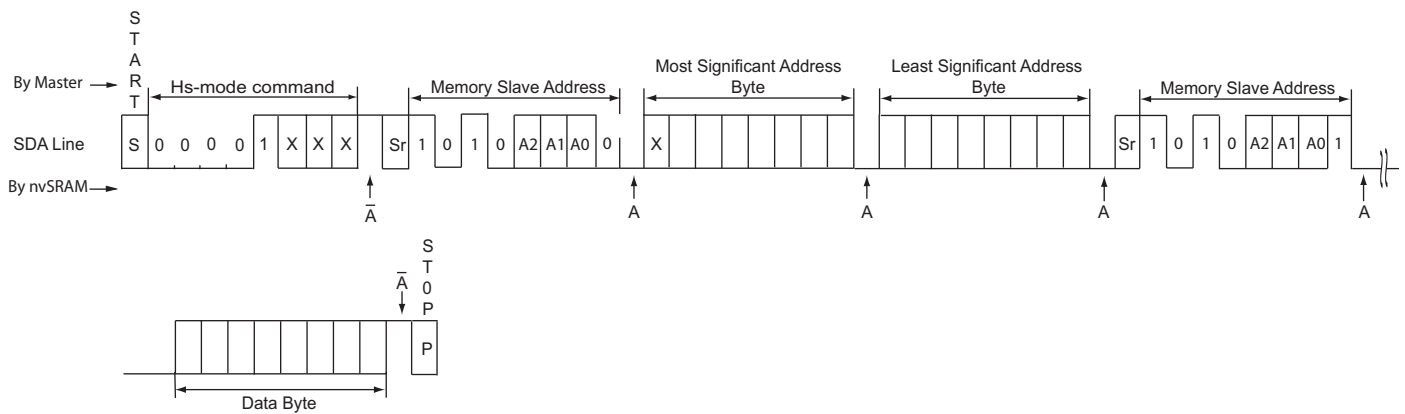 START
By Master
Hs-mode command
Memory Slave Address
Most Significant Address
Byte
Least Significant Address
Byte
Memory Slave Address
SDA Line
S 0 0 0 0 1 X X X Sr 1 0 1 0 A2 A1 A0 0 X Sr 1 0 1 0 A2 A1 A0 1
By nvSRAM
A̅ A A A A
A̅
ST0P
P
Data Byte